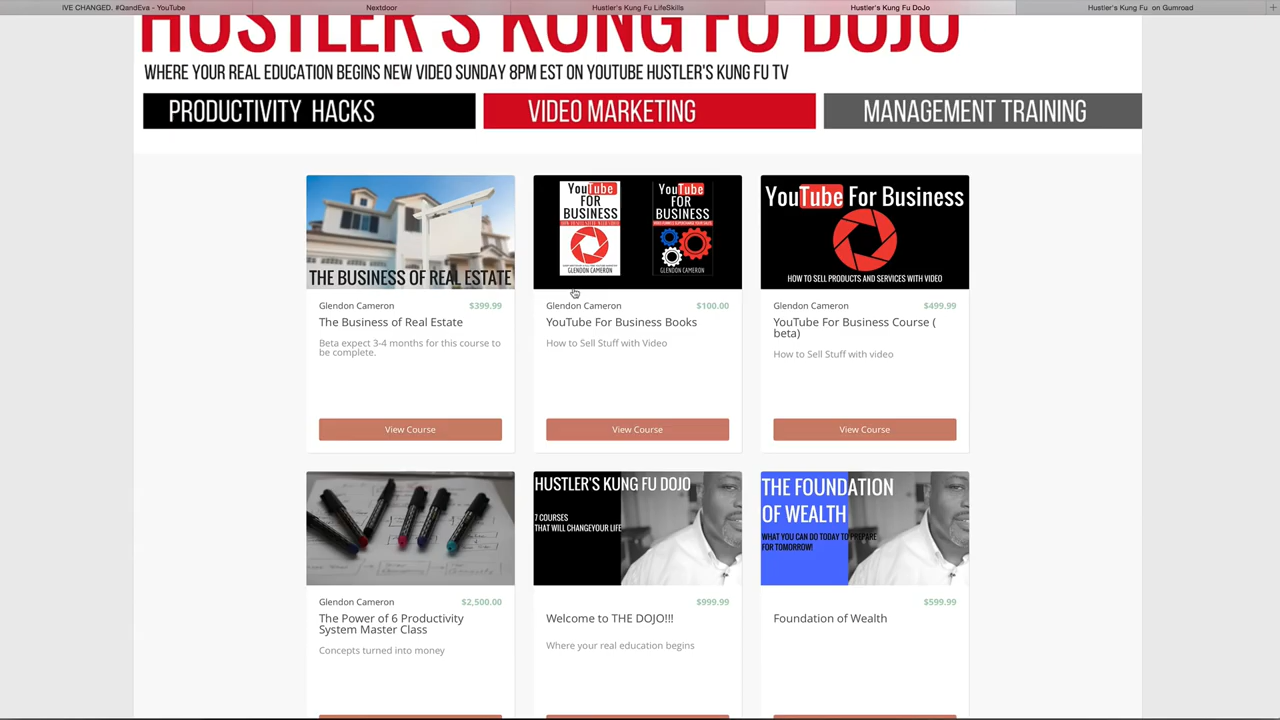 IVE CHANGED. #QandEva - YouTube
Nextdoor
Hustler's Kung Fu LifeSkills
Hustler's Kung Fu DoJo
Hustler's Kung Fu on Gumroad
HUSTLER'S KUNG FU DOJO
WHERE YOUR REAL EDUCATION BEGINS NEW VIDEO SUNDAY 8PM EST ON YOUTUBE HUSTLER'S KUNG FU TV
PRODUCTIVITY HACKS
VIDEO MARKETING
MANAGEMENT TRAINING
THE BUSINESS OF REAL ESTATE
Glendon Cameron $399.99
The Business of Real Estate
Beta expect 3-4 months for this course to
be complete.
View Course
YouTube
FOR
BUSINESS
GLENDON CAMERON
YouTube
FOR
BUSINESS
GLENDON CAMERON
Glendon Cameron $100.00
YouTube For Business Books
How to Sell Stuff with Video
View Course
YouTube For Business
HOW TO SELL PRODUCTS AND SERVICES WITH VIDEO
Glendon Cameron $499.99
YouTube For Business Course (
beta)
How to Sell Stuff with video
View Course
Glendon Cameron $2,500.00
The Power of 6 Productivity
System Master Class
Concepts turned into money
HUSTLER'S KUNG FU DOJO
7 COURSES
THAT WILL CHANGEYOUR LIFE
$999.99
Welcome to THE DOJO!!!
Where your real education begins
THE FOUNDATION
OF WEALTH
WHAT YOU CAN DO TODAY TO PREPARE
FOR TOMORROW!
$599.99
Foundation of Wealth